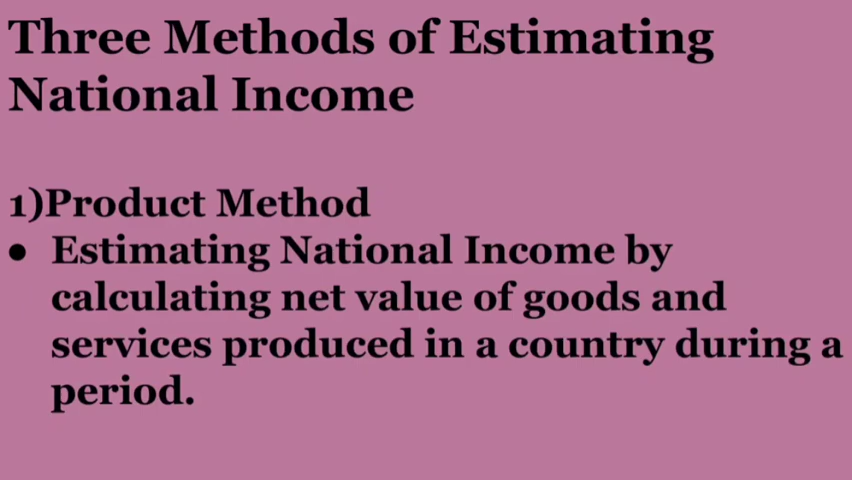 Three Methods of Estimating
National Income
1)Product Method
● Estimating National Income by
calculating net value of goods and
services produced in a country during a
period.